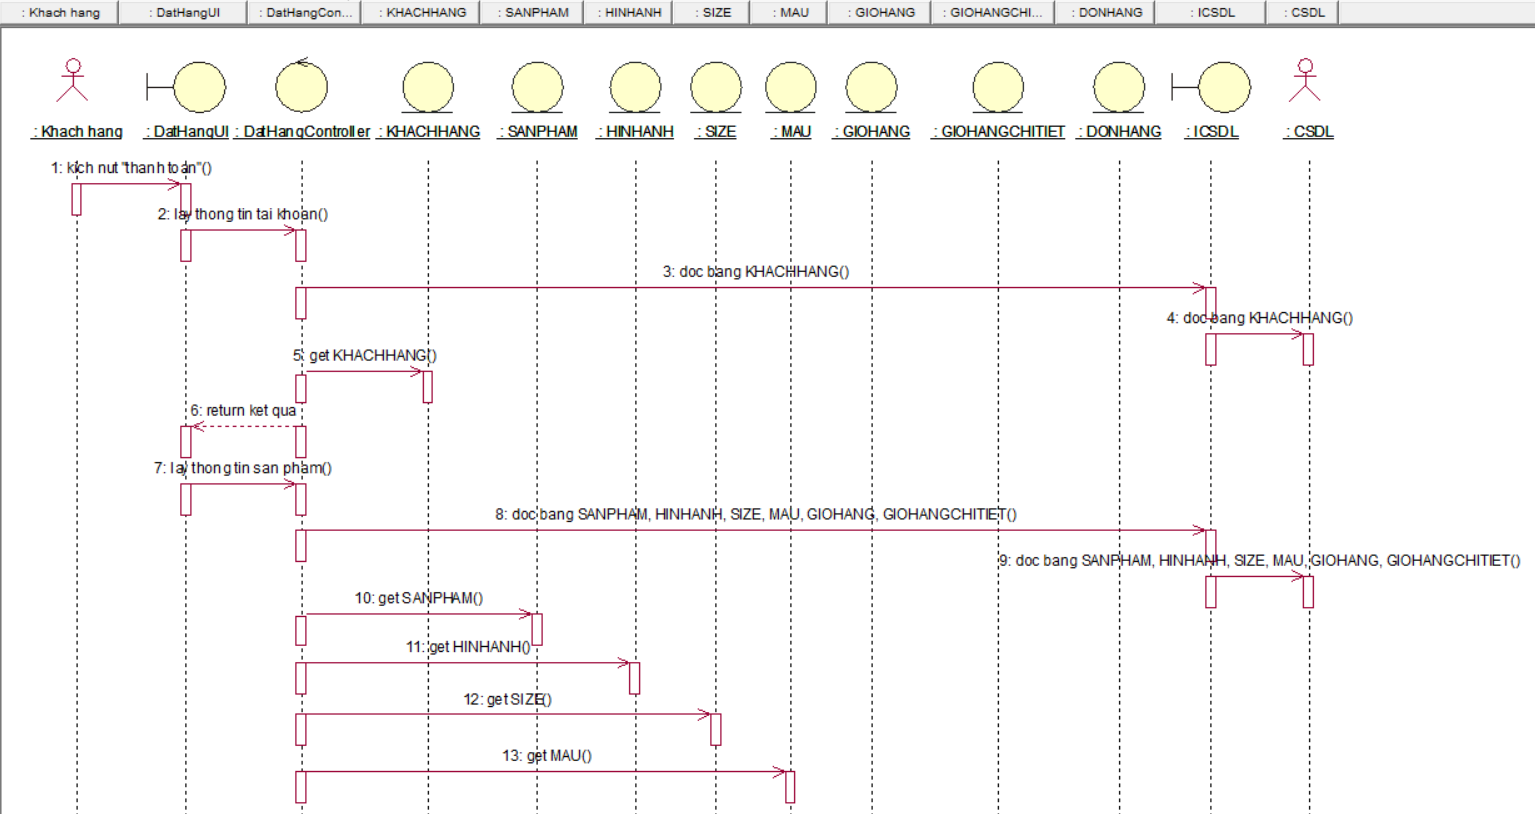 : Khach hang : DatHangUI : DatHangCon... : KHACHHANG : SANPHAM : HINHANH : SIZE : MAU : GIOHANG : GIOHANGCHI... : DONHANG : ICSDL : CSDL
: Khach hang : DatHangUI : DatHangController : KHACHHANG : SANPHAM : HINHANH : SIZE : MAU : GIOHANG : GIOHANGCHITIET : DONHANG : ICSDL : CSDL
1: kich nut "thanh toan"()
2: lay thong tin tai khoan()
3: doc bang KHACHHANG()
4: doc bang KHACHHANG()
5: get KHACHHANG()
6: return ket qua
7: lay thong tin san pham()
8: doc bang SANPHAM, HINHANH, SIZE, MAU, GIOHANG, GIOHANGCHITIET()
9: doc bang SANPHAM, HINHANH, SIZE, MAU, GIOHANG, GIOHANGCHITIET()
10: get SANPHAM()
11: get HINHANH()
12: get SIZE()
13: get MAU()